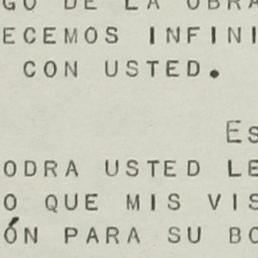 GO DE LA OBRA
ECEMOS INFINI
CON USTED.
Es
ODRA USTED LE
O QUE MIS VIS
ÓN PARA SU BO